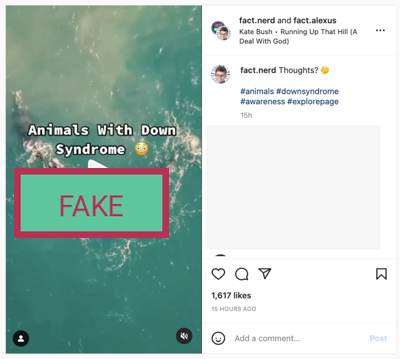 Animals With Down
Syndrome 😳
FAKE
fact.nerd and fact.alexus
Kate Bush • Running Up That Hill (A
Deal With God)
fact.nerd Thoughts? 🤔
#animals #downsyndrome
#awareness #explorepage
15h
1,617 likes
15 HOURS AGO
Add a comment...
Post